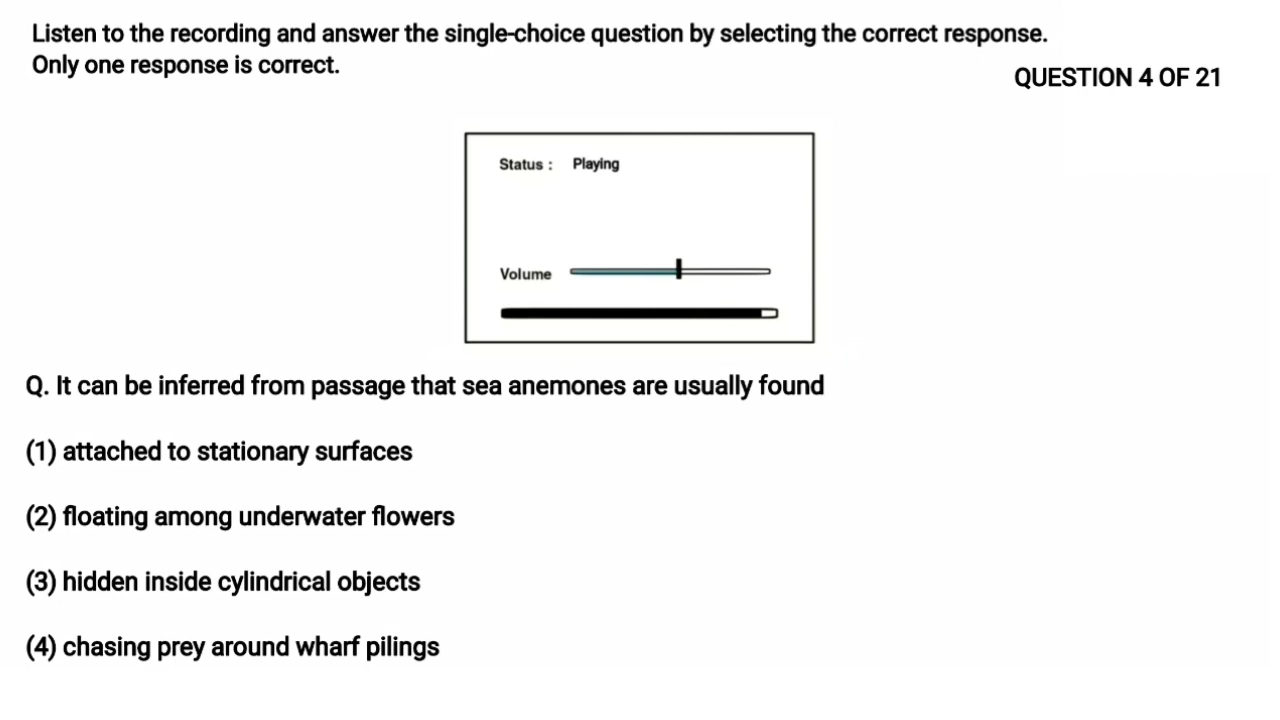 Listen to the recording and answer the single-choice question by selecting the correct response.
Only one response is correct.
QUESTION 4 OF 21
Status : Playing
Volume
Q. It can be inferred from passage that sea anemones are usually found
(1) attached to stationary surfaces
(2) floating among underwater flowers
(3) hidden inside cylindrical objects
(4) chasing prey around wharf pilings